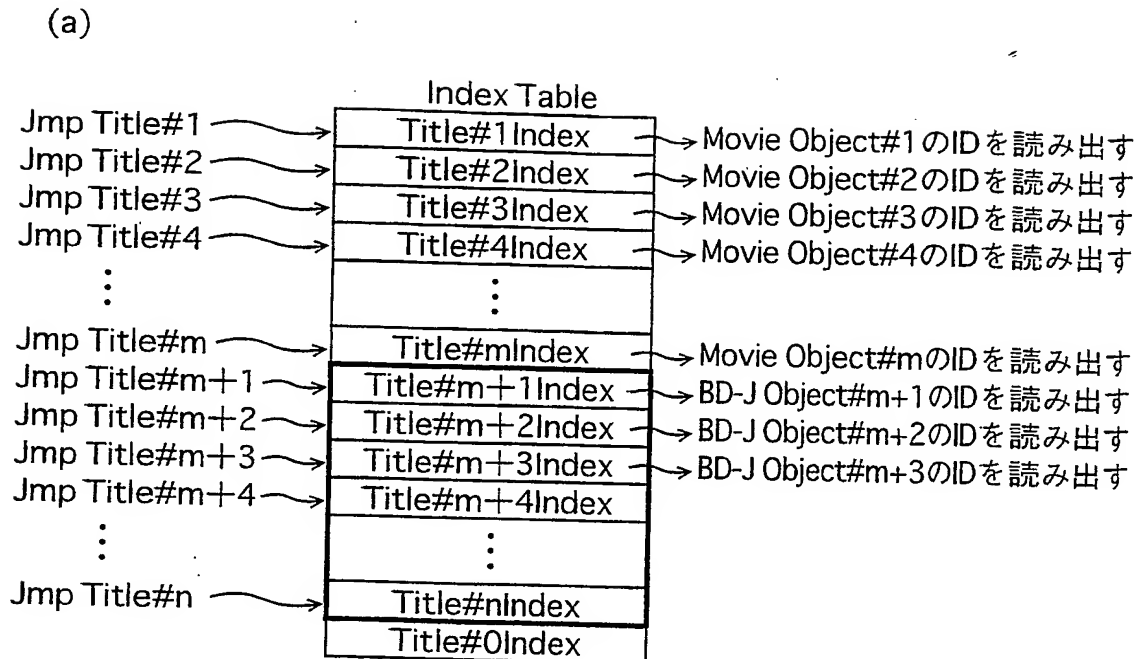 (a)
Index Table
Jmp Title#1 Title#1Index Movie Object#1のIDを読み出す
Jmp Title#2 Title#2Index Movie Object#2のIDを読み出す
Jmp Title#3 Title#3Index Movie Object#3のIDを読み出す
Jmp Title#4 Title#4Index Movie Object#4のIDを読み出す
Jmp Title#m Title#mIndex Movie Object#mのIDを読み出す
Jmp Title#m+1 Title#m+1Index BD-J Object#m+1のIDを読み出す
Jmp Title#m+2 Title#m+2Index BD-J Object#m+2のIDを読み出す
Jmp Title#m+3 Title#m+3Index BD-J Object#m+3のIDを読み出す
Jmp Title#m+4 Title#m+4Index
Jmp Title#n Title#nIndex
Title#0Index